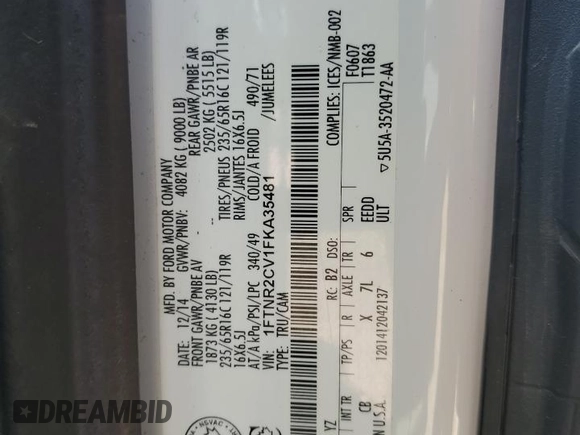 MFD. BY FORD MOTOR COMPANY
DATE: 12/14 GVWR/PNBV: 4082 KG ( 9000 LB)
FRONT GAWR/PNBE AV REAR GAWR/PNBE AR
1873 KG ( 4130 LB) 2502 KG ( 5515 LB)
235/65R16C 121/119R TIRES/PNEUS 235/65R16C 121/119R
16X6.5J RIMS/JANTES 16X6.5J
AT/A kPa/PSI/LPC 340/49 COLD/A FROID 490/71
VIN: 1FTNR2CV1FKA35481 /JUMELEES
TYPE: TRU/CAM
COMPLIES: ICES/NMB-002
F0607
T1863
RC: B2 DSO:
YZ
INT TR TP/PS R AXLE TR SPR
CB X 7L 6 EEDD
ULT
N U.S.A. 1201412042137 5U5A-3520472-AA
NSVAC
DREAMBID